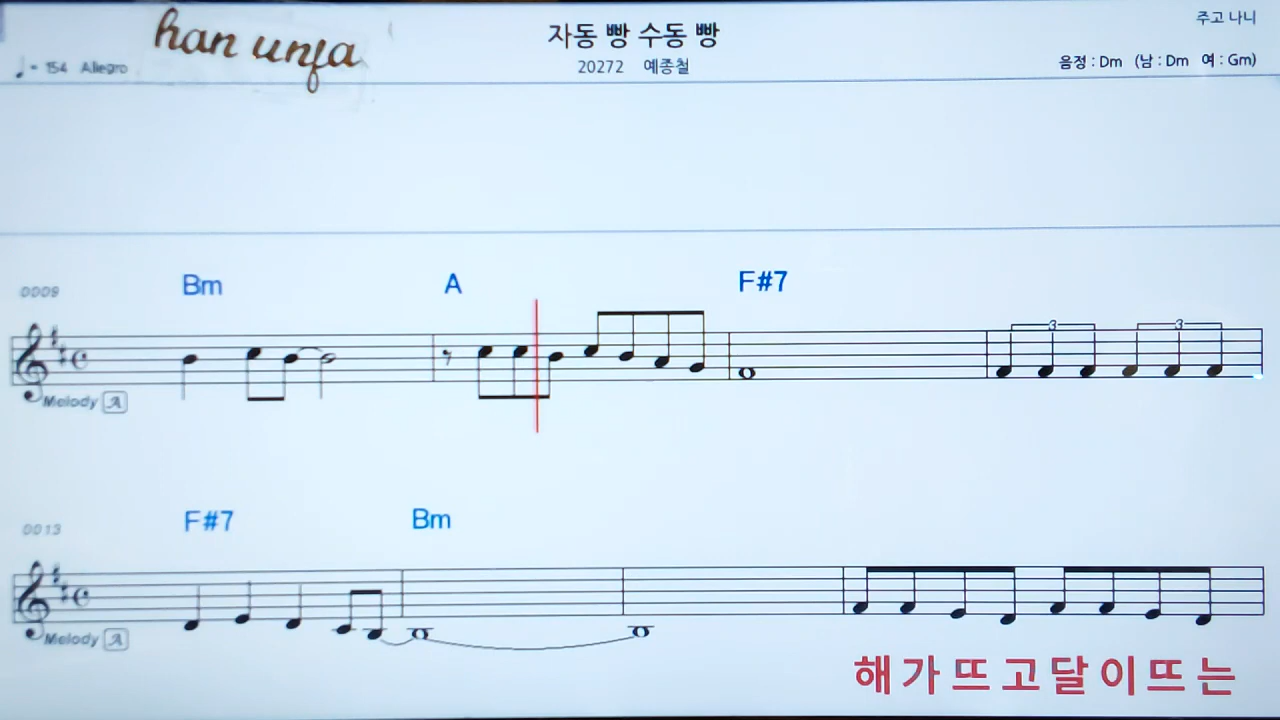 han unfa
자동 빵 수동 빵
주고 나니
♩= 154 Allegro
20272 예종철
음정 : Dm (남 : Dm 여 : Gm)
0009
Bm A F#7
3 3
Melody A
0013
F#7 Bm
Melody A
해 가 뜨 고 달 이 뜨 는